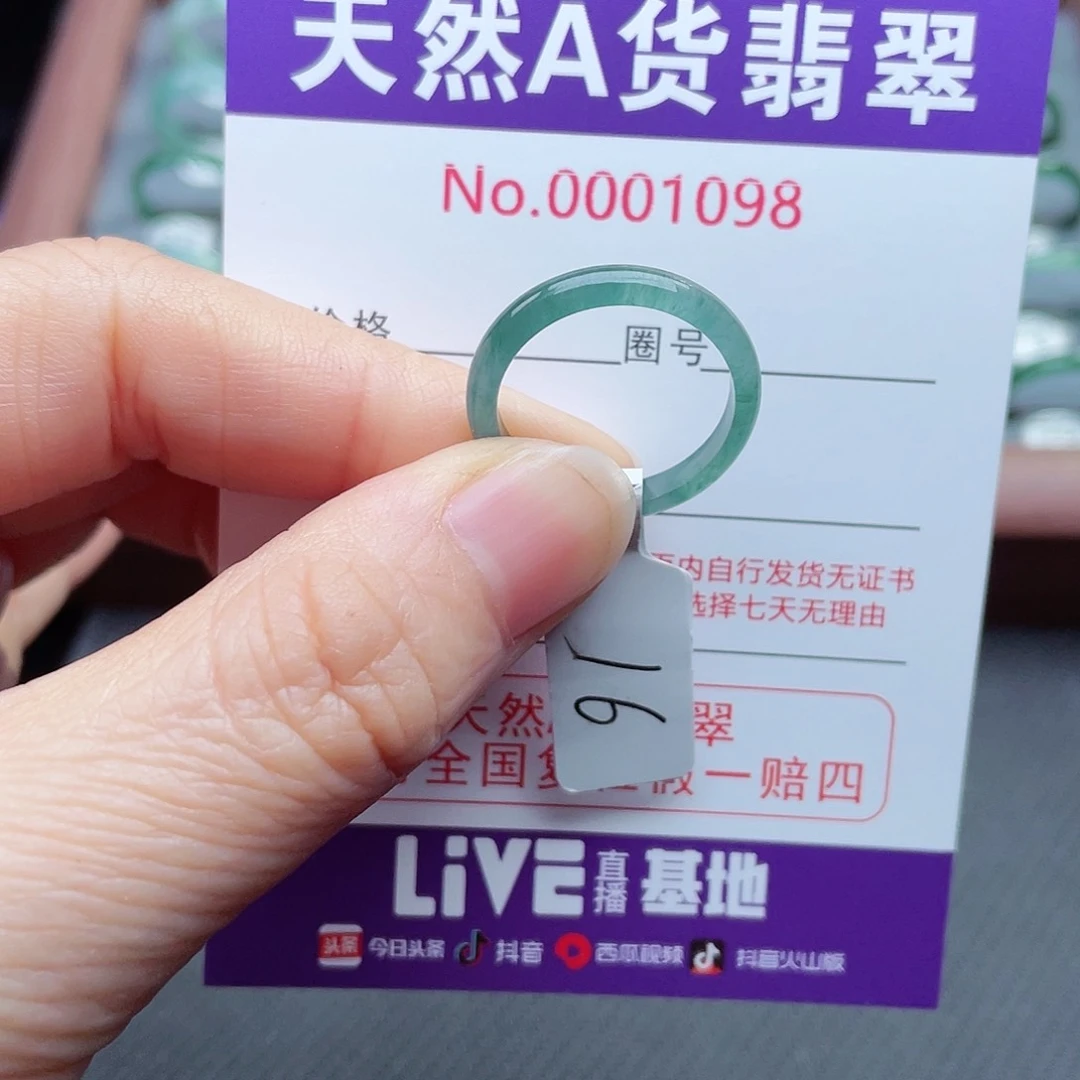 天然A货翡翠
No.0001098
价格 圈号
内自行发货无证书
选择七天无理由
天然 翠
全国复 假一赔四
LiVE直播基地
今日头条 抖音 西瓜视频 抖音火山版